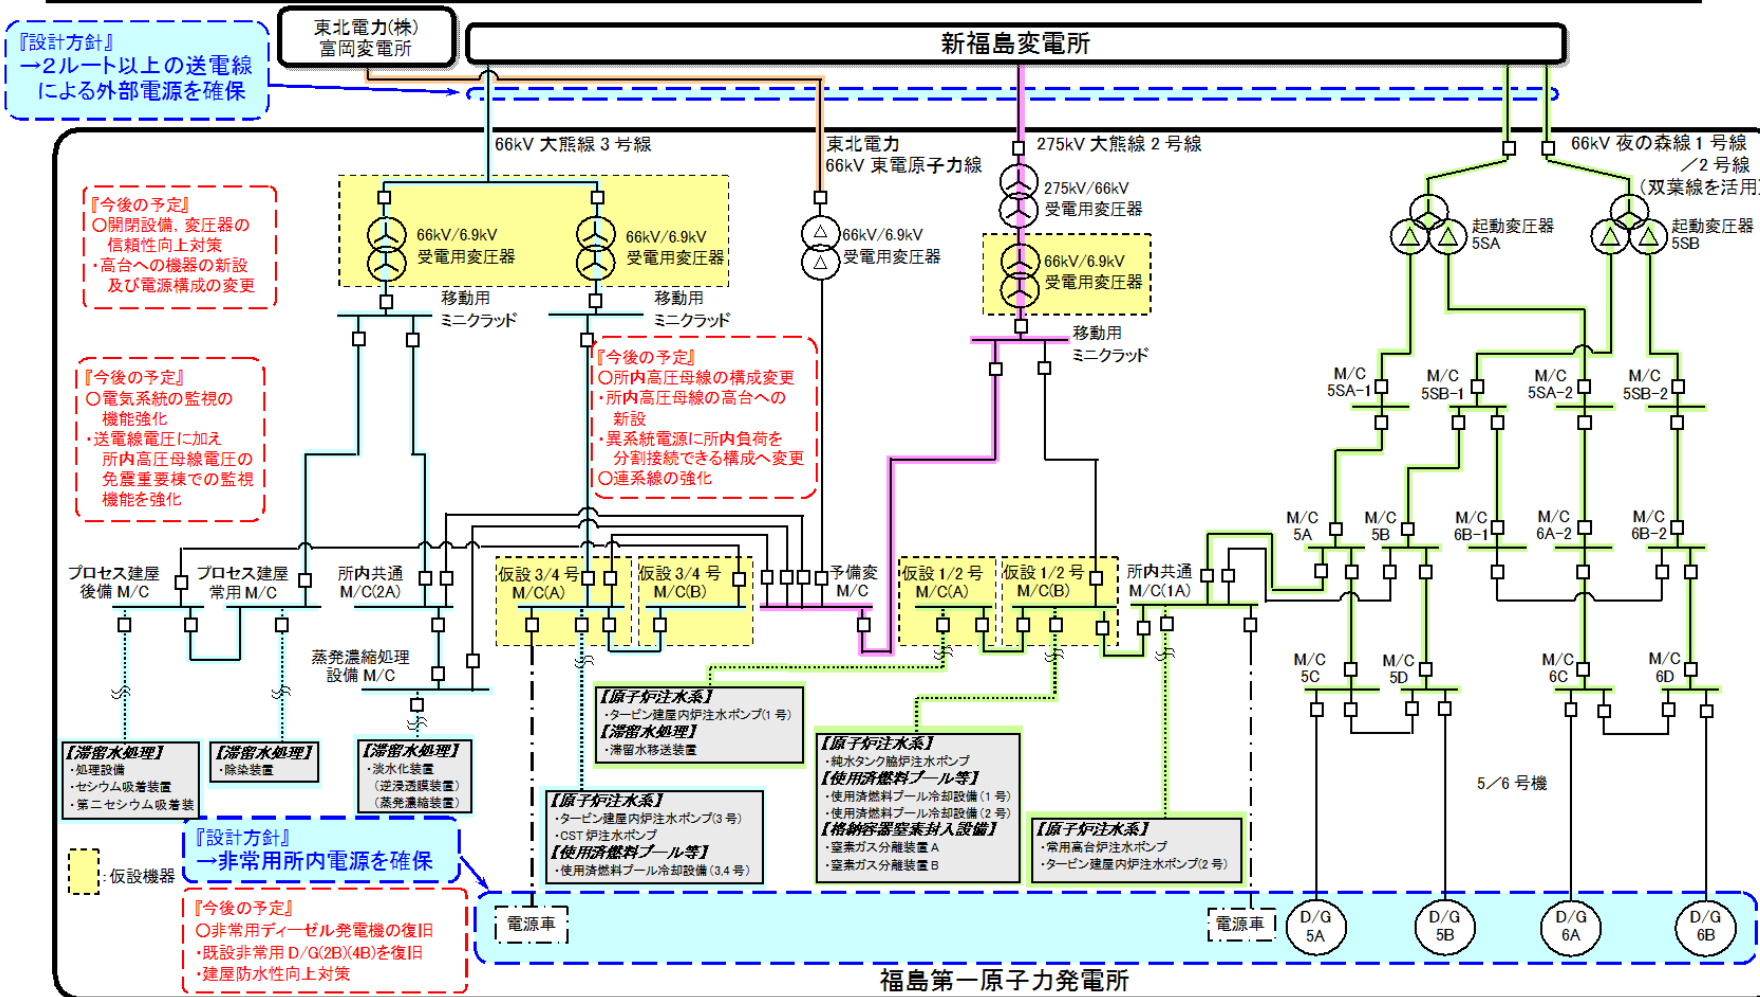 『設計方針』
→2ルート以上の送電線
による外部電源を確保
東北電力(株)
富岡変電所
新福島変電所
66kV 大熊線 3 号線
東北電力
66kV 東電原子力線
275kV 大熊線 2 号線
66kV 夜の森線 1 号線
/2 号線
(双葉線を活用)
『今後の予定』
○開閉設備, 変圧器の
信頼性向上対策
・高台への機器の新設
及び電源構成の変更
66kV/6.9kV
受電用変圧器
66kV/6.9kV
受電用変圧器
66kV/6.9kV
受電用変圧器
275kV/66kV
受電用変圧器
66kV/6.9kV
受電用変圧器
起動変圧器
5SA
起動変圧器
5SB
移動用
ミニクラッド
移動用
ミニクラッド
移動用
ミニクラッド
『今後の予定』
○電気系統の監視の
機能強化
・送電線電圧に加え
所内高圧母線電圧の
免震重要棟での監視
機能を強化
『今後の予定』
○所内高圧母線の構成変更
・所内高圧母線の高台への
新設
・異系統電源に所内負荷を
分割接続できる構成へ変更
○連系線の強化
M/C
5SA-1
M/C
5SB-1
M/C
5SA-2
M/C
5SB-2
M/C
5A
M/C
5B
M/C
6B-1
M/C
6A-2
M/C
6B-2
プロセス建屋
後備 M/C
プロセス建屋
常用 M/C
所内共通
M/C(2A)
仮設 3/4 号
M/C(A)
仮設 3/4 号
M/C(B)
予備変
M/C
仮設 1/2 号
M/C(A)
仮設 1/2 号
M/C(B)
所内共通
M/C(1A)
蒸発濃縮処理
設備 M/C
M/C
5C
M/C
5D
M/C
6C
M/C
6D
【滞留水処理】
・処理設備
・セシウム吸着装置
・第二セシウム吸着装
【滞留水処理】
・除染装置
【滞留水処理】
・淡水化装置
(逆浸透膜装置)
(蒸発濃縮装置)
【原子炉注水系】
・タービン建屋内炉注水ポンプ(1 号)
【滞留水処理】
・滞留水移送装置
【原子炉注水系】
・タービン建屋内炉注水ポンプ(3 号)
・CST 炉注水ポンプ
【使用済燃料プール等】
・使用済燃料プール冷却設備(3,4 号)
【原子炉注水系】
・純水タンク脇炉注水ポンプ
【使用済燃料プール等】
・使用済燃料プール冷却設備(1 号)
・使用済燃料プール冷却設備(2 号)
【格納容器窒素封入設備】
・窒素ガス分離装置 A
・窒素ガス分離装置 B
【原子炉注水系】
・常用高台炉注水ポンプ
・タービン建屋内炉注水ポンプ(2 号)
5/6 号機
『設計方針』
→非常用所内電源を確保
:仮設機器
『今後の予定』
○非常用ディーゼル発電機の復旧
・既設非常用 D/G(2B)(4B)を復旧
・建屋防水性向上対策
電源車
電源車
D/G
5A
D/G
5B
D/G
6A
D/G
6B
福島第一原子力発電所